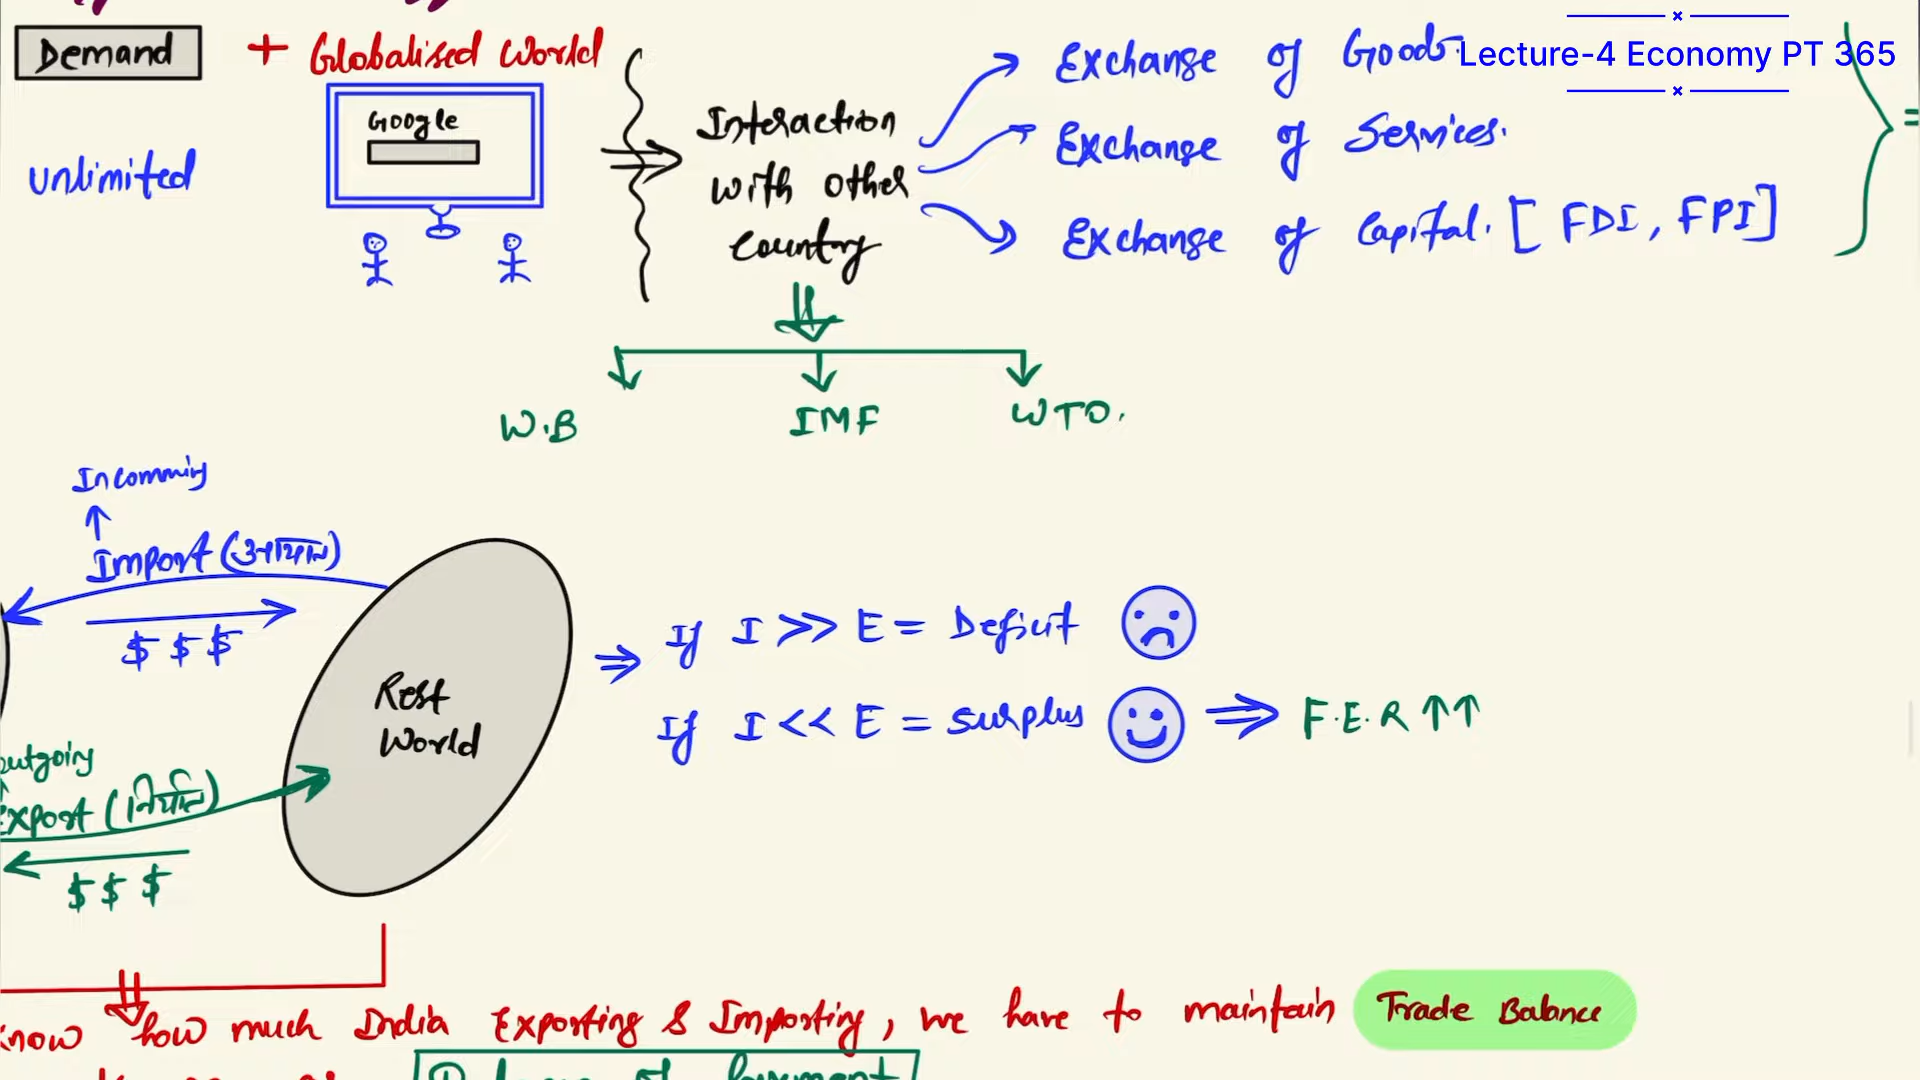 Demand + Globalised World
Exchange of Goods
Lecture-4 Economy PT 365
Google
Interaction
with other
Country
Exchange of Services.
unlimited
Exchange of Capital. [ FDI, FPI]
=
W.B IMF WTO.
Incomming
Import (आयात)
$ $ $
Rest
World
If I >> E = Deficit
If I << E = Surplus ⇒ F.E.R ↑↑
outgoing
Export (निर्यात)
$ $ $
know how much India Exporting & Importing, we have to maintain Trade Balance
of